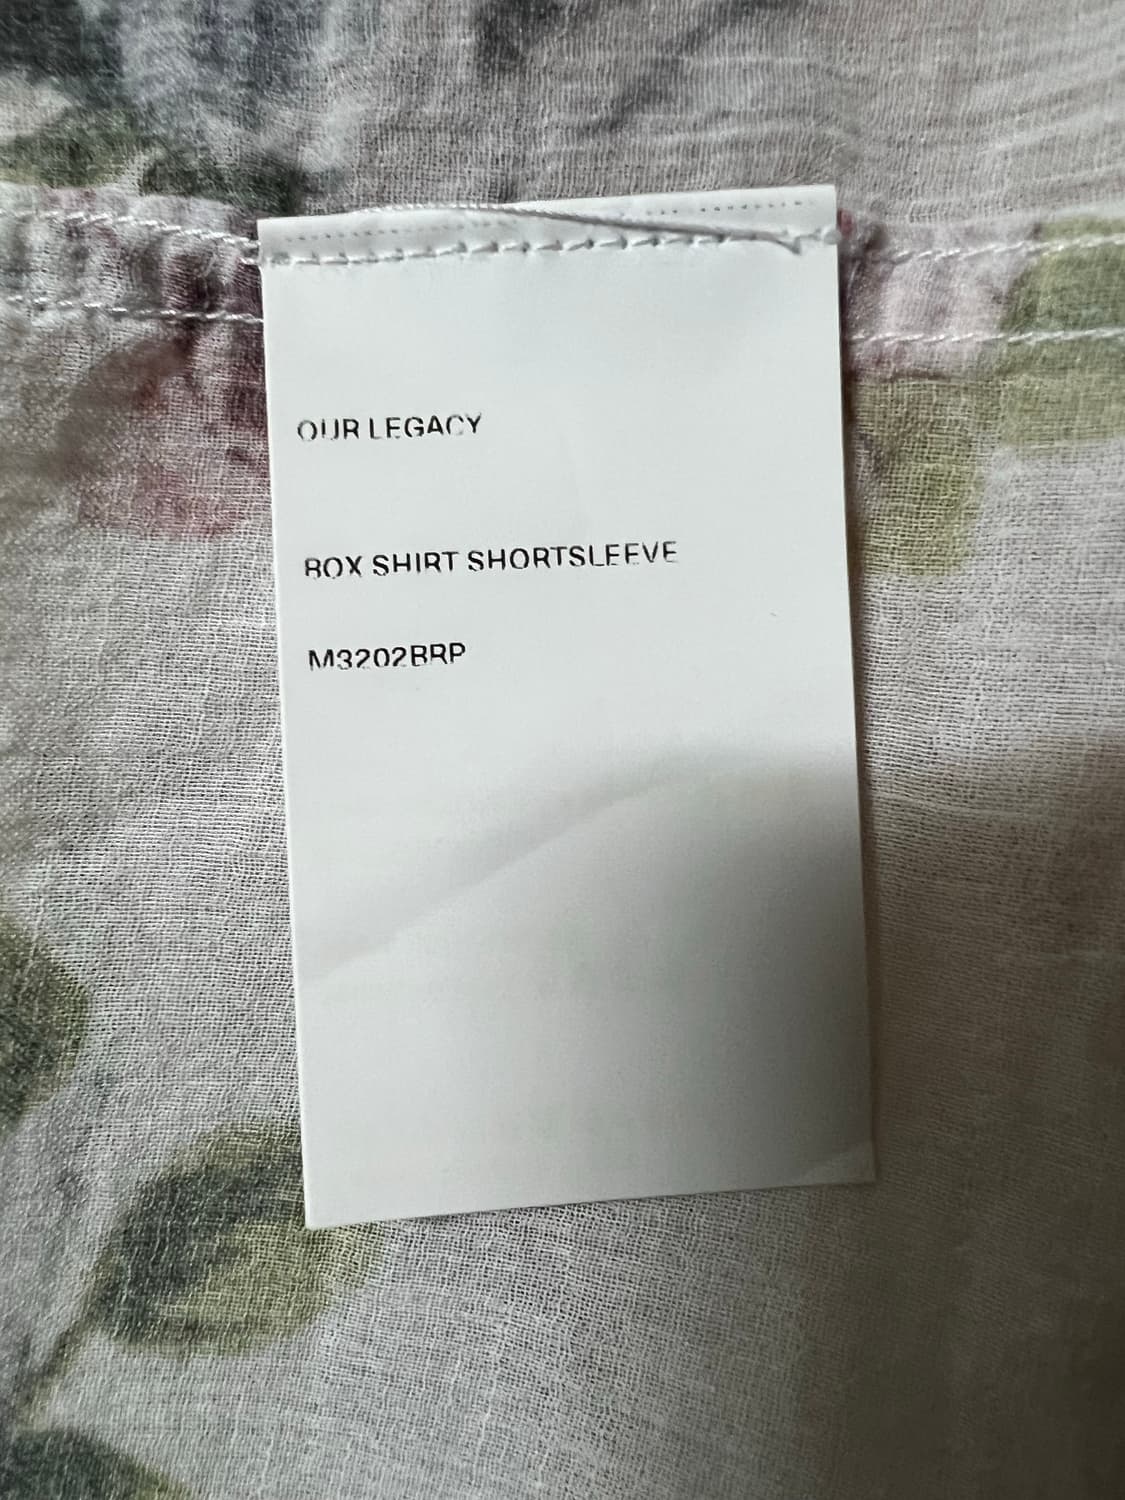 OUR LEGACY
BOX SHIRT SHORTSLEEVE
M3202BRP